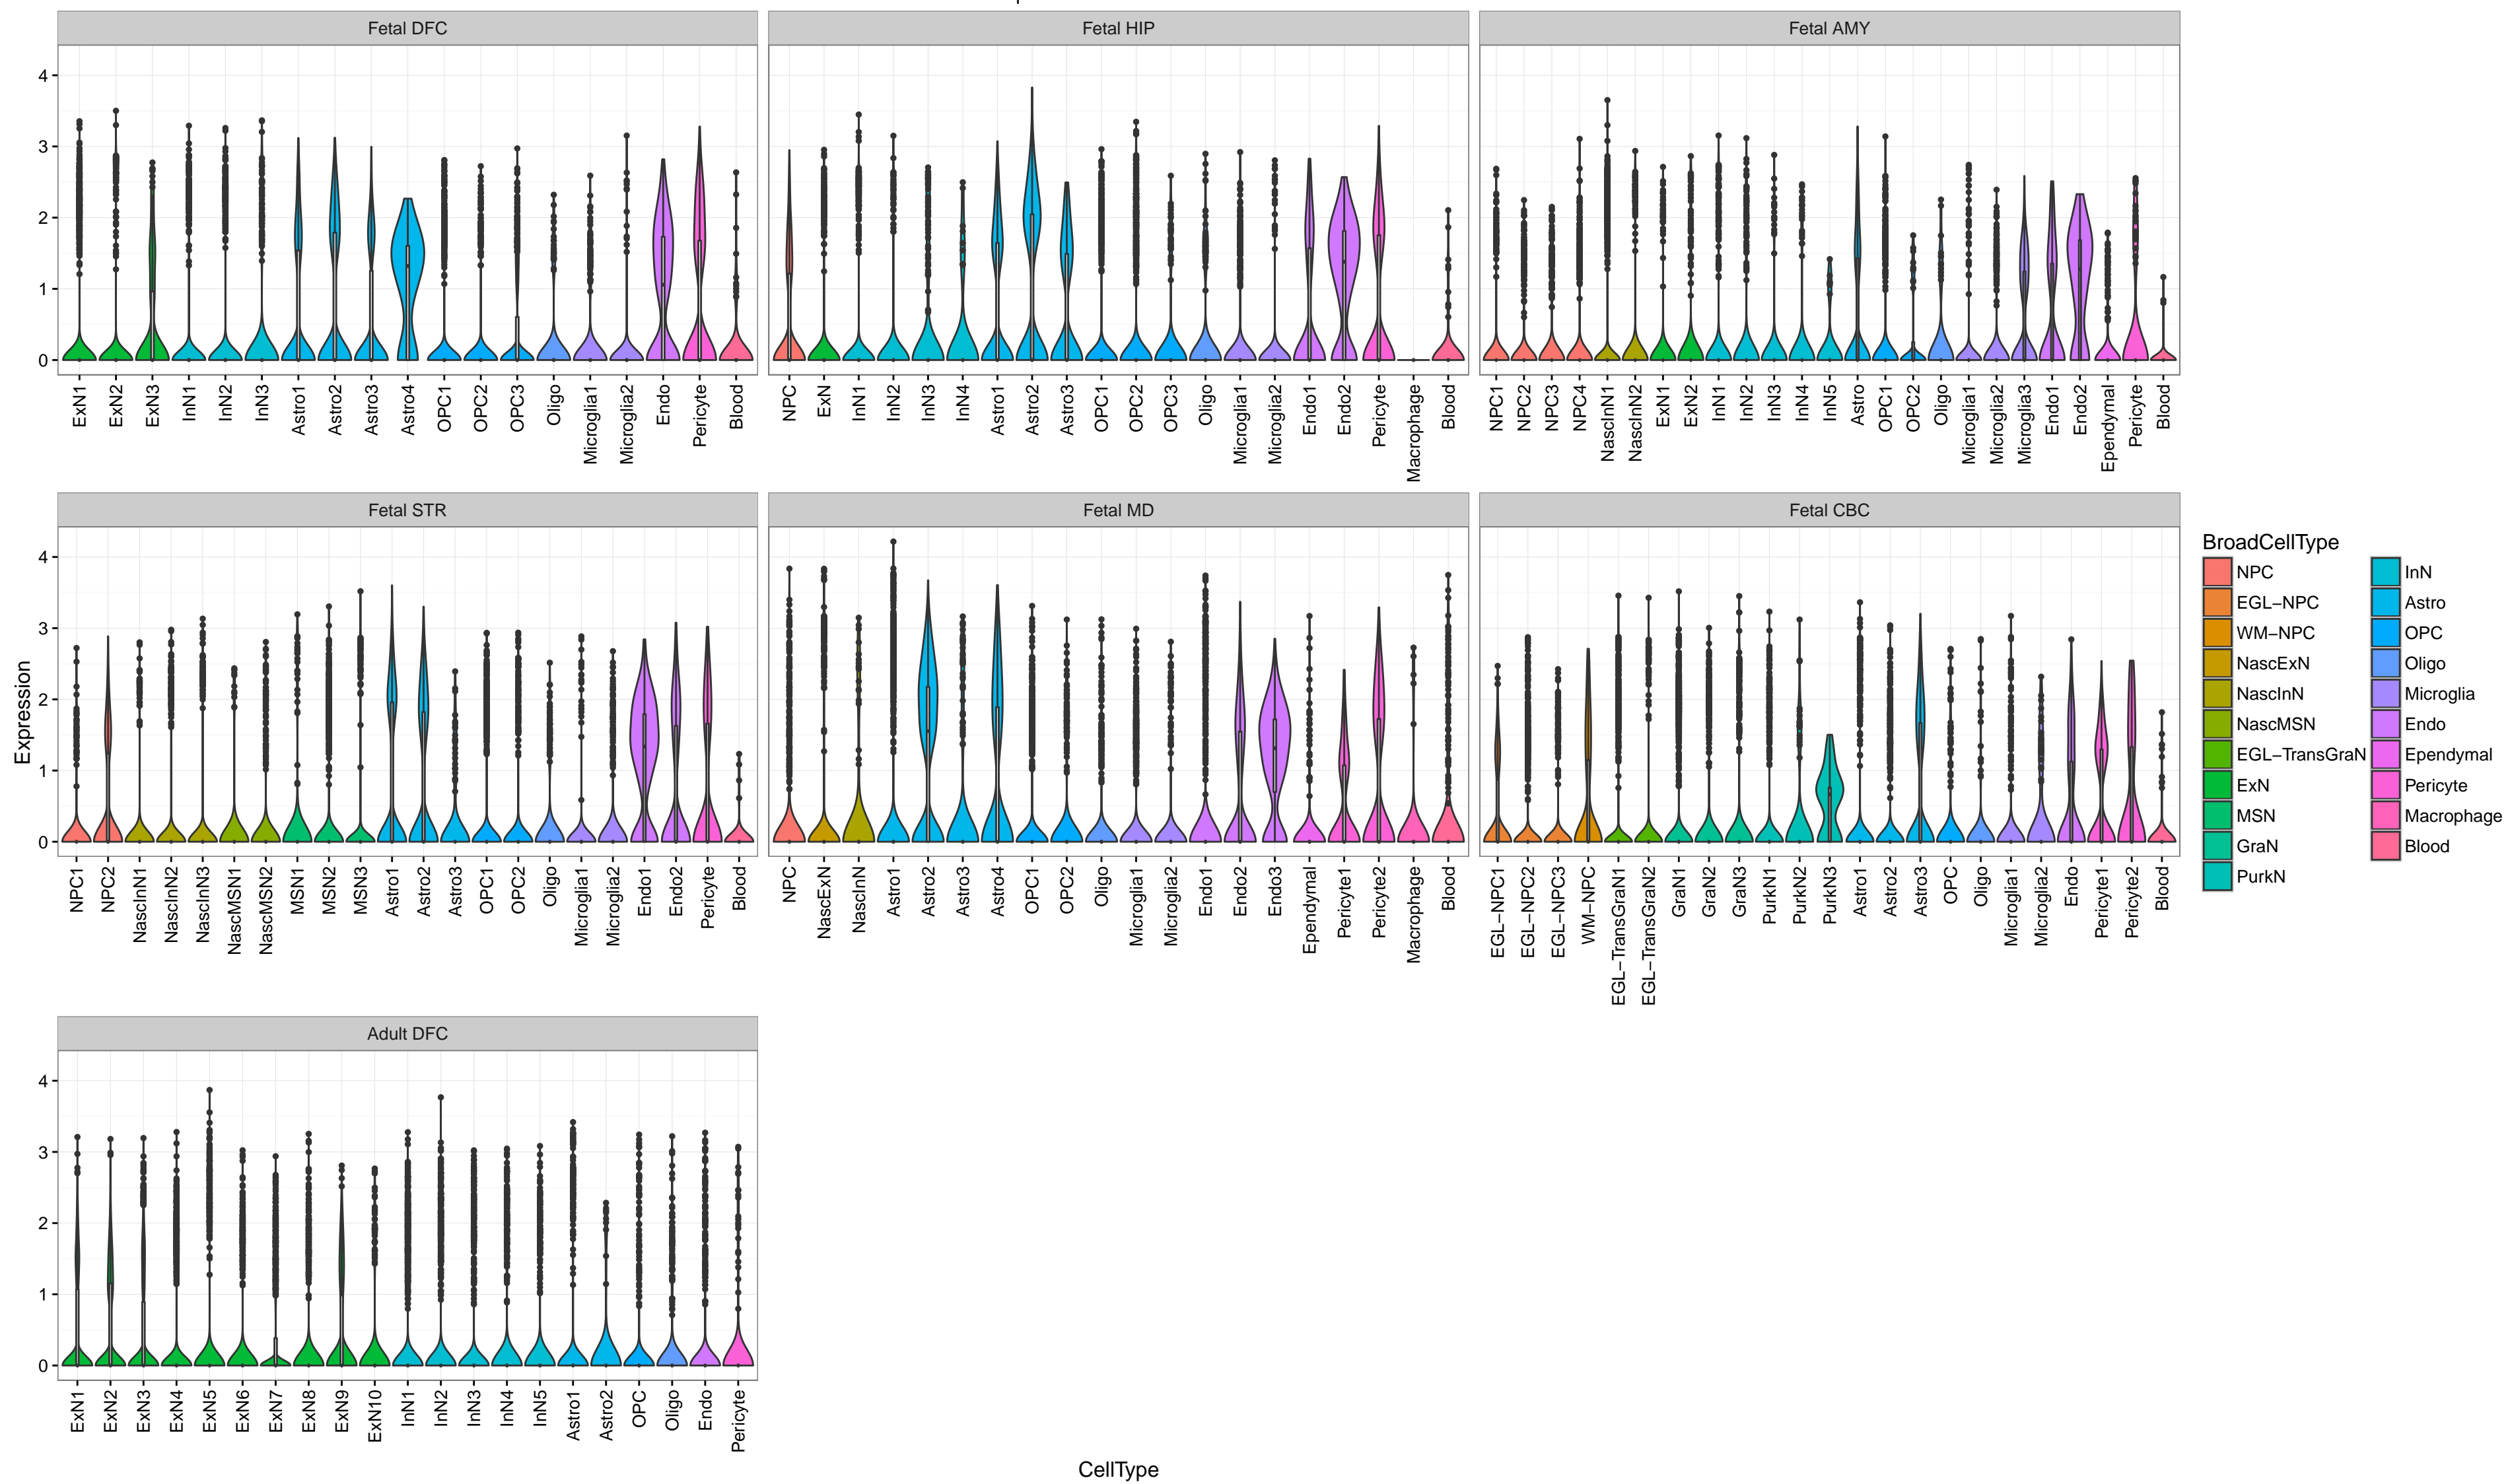 Fetal DFC Fetal HIP Fetal AMY
4
3
2
1
0
ExN1 ExN2 ExN3 InN1 InN2 InN3 Astro1 Astro2 Astro3 Astro4 OPC1 OPC2 OPC3 Oligo Microglia1 Microglia2 Endo Pericyte Blood
NPC ExN InN1 InN2 InN3 InN4 Astro1 Astro2 Astro3 OPC1 OPC2 OPC3 Oligo Microglia1 Microglia2 Endo1 Endo2 Pericyte Macrophage Blood
NPC1 NPC2 NPC3 NPC4 NascInN1 NascInN2 ExN1 ExN2 InN1 InN2 InN3 InN4 InN5 Astro OPC1 OPC2 Oligo Microglia1 Microglia2 Microglia3 Endo1 Endo2 Ependymal Pericyte Blood
Fetal STR Fetal MD Fetal CBC
Expression
4
3
2
1
0
NPC1 NPC2 NascInN1 NascInN2 NascInN3 NascMSN1 NascMSN2 MSN1 MSN2 MSN3 Astro1 Astro2 Astro3 OPC1 OPC2 Oligo Microglia1 Microglia2 Endo1 Endo2 Pericyte Blood
NPC NascExN NascInN Astro1 Astro2 Astro3 Astro4 OPC1 OPC2 Oligo Microglia1 Microglia2 Endo1 Endo2 Endo3 Ependymal Pericyte1 Pericyte2 Macrophage Blood
EGL−NPC1 EGL−NPC2 EGL−NPC3 WM−NPC EGL−TransGraN1 EGL−TransGraN2 GraN1 GraN2 GraN3 PurkN1 PurkN2 PurkN3 Astro1 Astro2 Astro3 OPC Oligo Microglia1 Microglia2 Endo Pericyte1 Pericyte2 Blood
BroadCellType
NPC InN
EGL−NPC Astro
WM−NPC OPC
NascExN Oligo
NascInN Microglia
NascMSN Endo
EGL−TransGraN Ependymal
ExN Pericyte
MSN Macrophage
GraN Blood
PurkN
Adult DFC
4
3
2
1
0
ExN1 ExN2 ExN3 ExN4 ExN5 ExN6 ExN7 ExN8 ExN9 ExN10 InN1 InN2 InN3 InN4 InN5 Astro1 Astro2 OPC Oligo Endo Pericyte
CellType